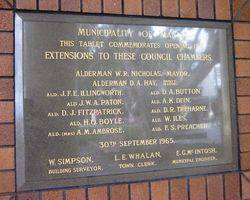 MUNICIPALITY OF
THIS TABLET COMMEMORATES OPENING OF
EXTENSIONS TO THESE COUNCIL CHAMBERS.
ALDERMAN W.R. NICHOLAS, MAYOR.
ALDERMAN D.A. HAY,
ALD. J.F.E. ILLINGWORTH. ALD. D.A. BUTTON
ALD. J.W.A. PATON. ALD. A.K. DEIN.
ALD. D.J. FITZPATRICK. ALD. D.R. TREHARNE.
ALD. H.O. BOYLE. ALD. W. ILES.
ALD. (MRS) A.M. AMBROSE. ALD. F.S. PREACHER.
30TH SEPTEMBER 1965.
W. SIMPSON, L.E. WHALAN, E.G. McINTOSH,
BUILDING SURVEYOR. TOWN CLERK. MUNICIPAL ENGINEER.